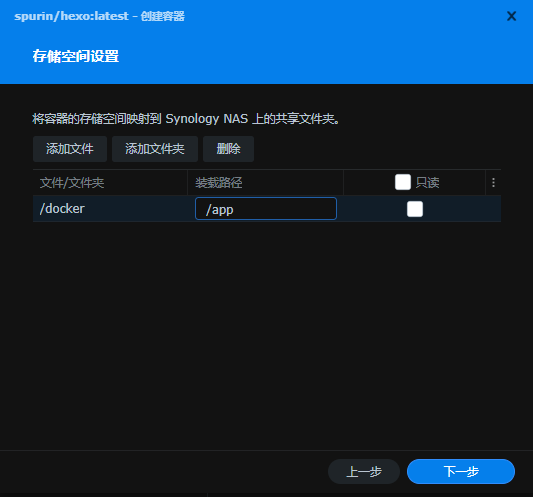 spurin/hexo:latest - 创建容器
存储空间设置
将容器的存储空间映射到 Synology NAS 上的共享文件夹。
添加文件 添加文件夹 删除
文件/文件夹 装载路径 只读
/docker /app
上一步 下一步